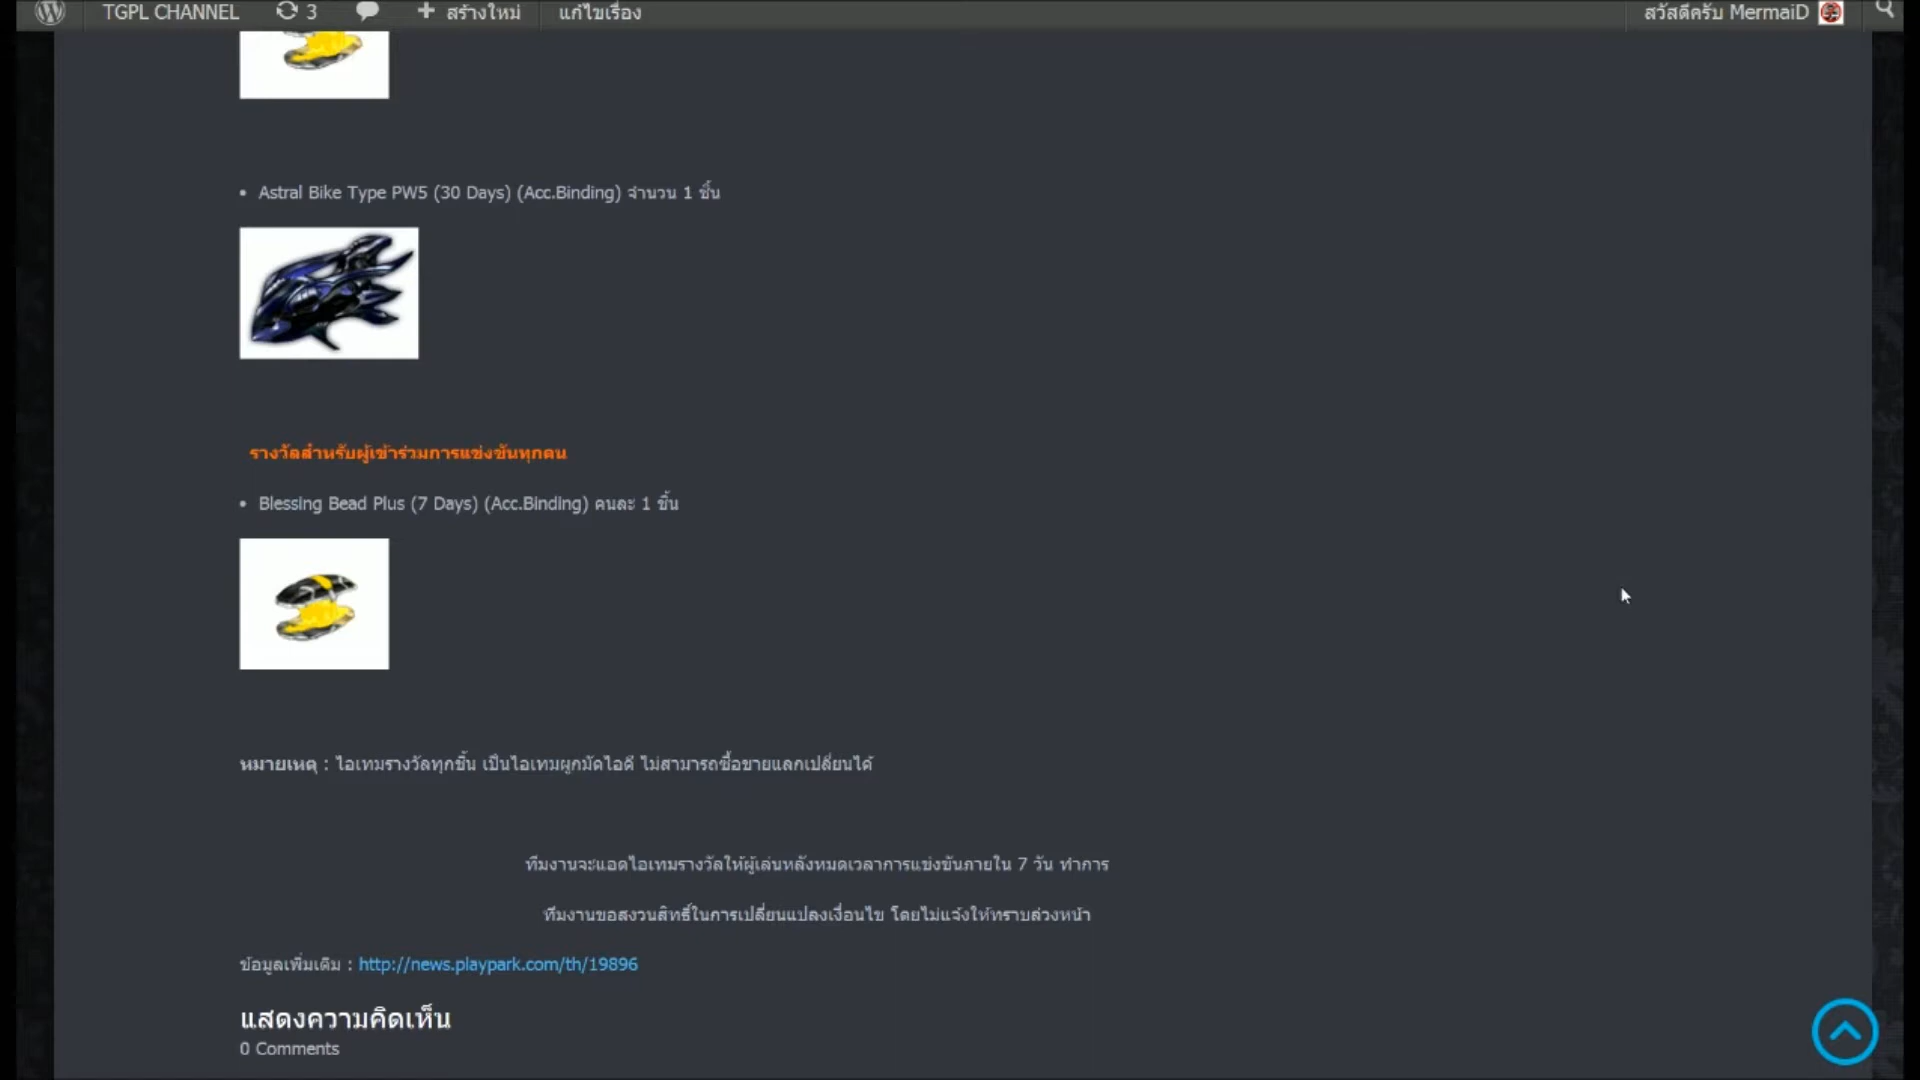 TGPL CHANNEL 3 + สร้างใหม่ แก้ไขเรื่อง สวัสดีครับ MermaiD
• Astral Bike Type PW5 (30 Days) (Acc.Binding) จำนวน 1 ชิ้น
รางวัลสำหรับผู้เข้าร่วมการแข่งขันทุกคน
• Blessing Bead Plus (7 Days) (Acc.Binding) คนละ 1 ชิ้น
หมายเหตุ : ไอเทมรางวัลทุกชิ้น เป็นไอเทมผูกมัดไอดี ไม่สามารถซื้อขายแลกเปลี่ยนได้
ทีมงานจะแอดไอเทมรางวัลให้ผู้เล่นหลังหมดเวลาการแข่งขันภายใน 7 วัน ทำการ
ทีมงานขอสงวนสิทธิ์ในการเปลี่ยนแปลงเงื่อนไข โดยไม่แจ้งให้ทราบล่วงหน้า
ข้อมูลเพิ่มเติม : http://news.playpark.com/th/19896
แสดงความคิดเห็น
0 Comments